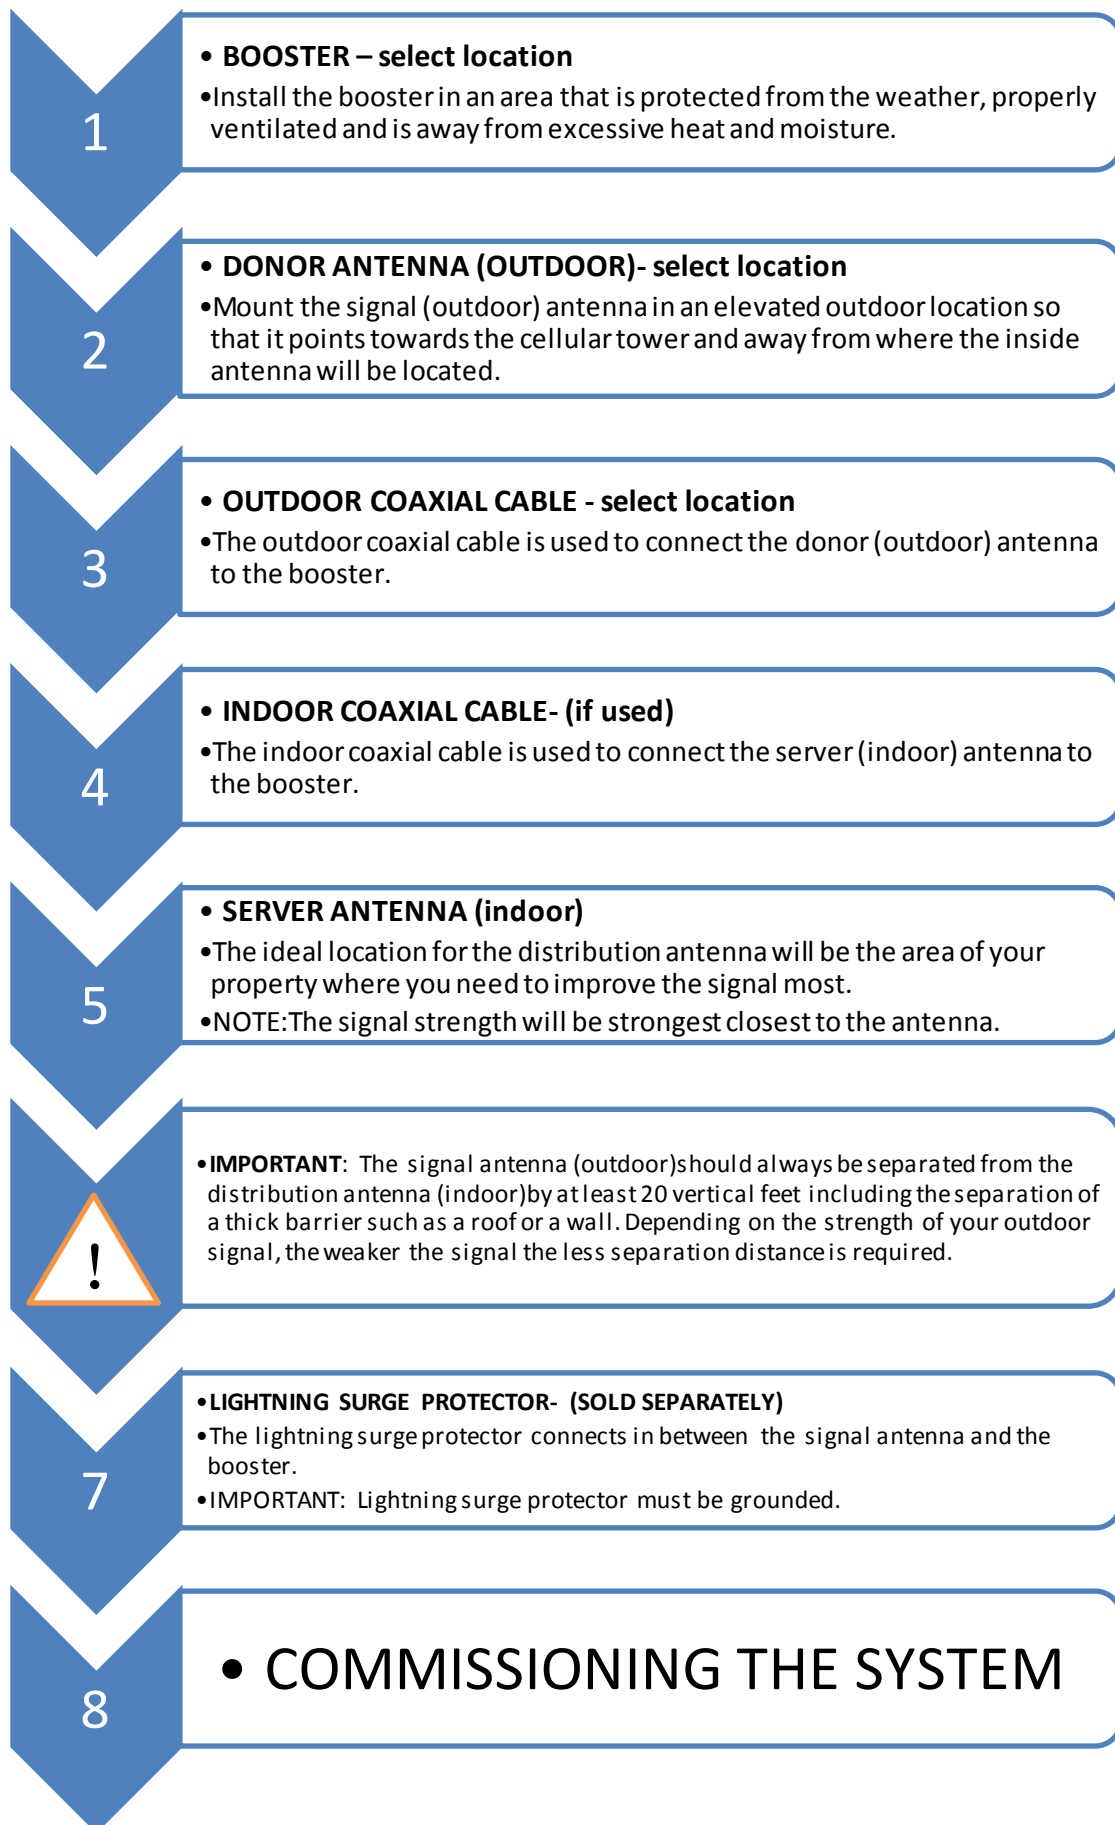 1
• BOOSTER – select location
•Install the booster in an area that is protected from the weather, properly
ventilated and is away from excessive heat and moisture.
2
• DONOR ANTENNA (OUTDOOR)- select location
•Mount the signal (outdoor) antenna in an elevated outdoor location so
that it points towards the cellular tower and away from where the inside
antenna will be located.
3
• OUTDOOR COAXIAL CABLE - select location
•The outdoor coaxial cable is used to connect the donor (outdoor) antenna
to the booster.
4
• INDOOR COAXIAL CABLE- (if used)
•The indoor coaxial cable is used to connect the server (indoor) antenna to
the booster.
5
• SERVER ANTENNA (indoor)
•The ideal location for the distribution antenna will be the area of your
property where you need to improve the signal most.
•NOTE:The signal strength will be strongest closest to the antenna.
!
•IMPORTANT: The signal antenna (outdoor)should always be separated from the
distribution antenna (indoor)by at least 20 vertical feet including the separation of
a thick barrier such as a roof or a wall. Depending on the strength of your outdoor
signal, the weaker the signal the less separation distance is required.
7
•LIGHTNING SURGE PROTECTOR- (SOLD SEPARATELY)
•The lightning surge protector connects in between the signal antenna and the
booster.
•IMPORTANT: Lightning surge protector must be grounded.
8
• COMMISSIONING THE SYSTEM